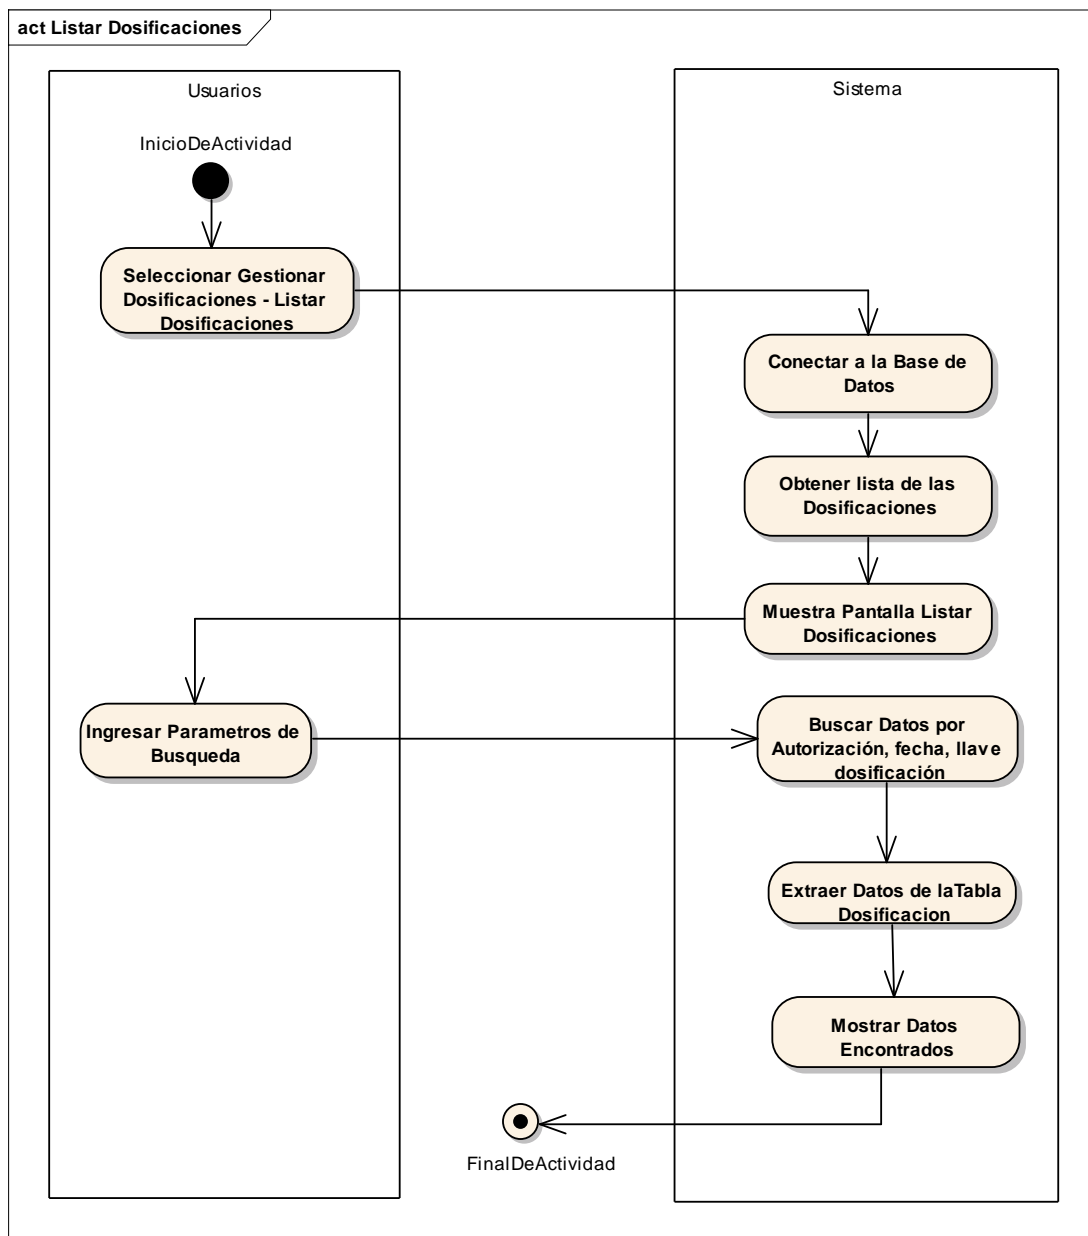 act Listar Dosificaciones
Usuarios
Sistema
InicioDeActividad
Seleccionar Gestionar
Dosificaciones - Listar
Dosificaciones
Conectar a la Base de
Datos
Obtener lista de las
Dosificaciones
Muestra Pantalla Listar
Dosificaciones
Ingresar Parametros de
Busqueda
Buscar Datos por
Autorización, fecha, llave
dosificación
Extraer Datos de laTabla
Dosificacion
Mostrar Datos
Encontrados
FinalDeActividad